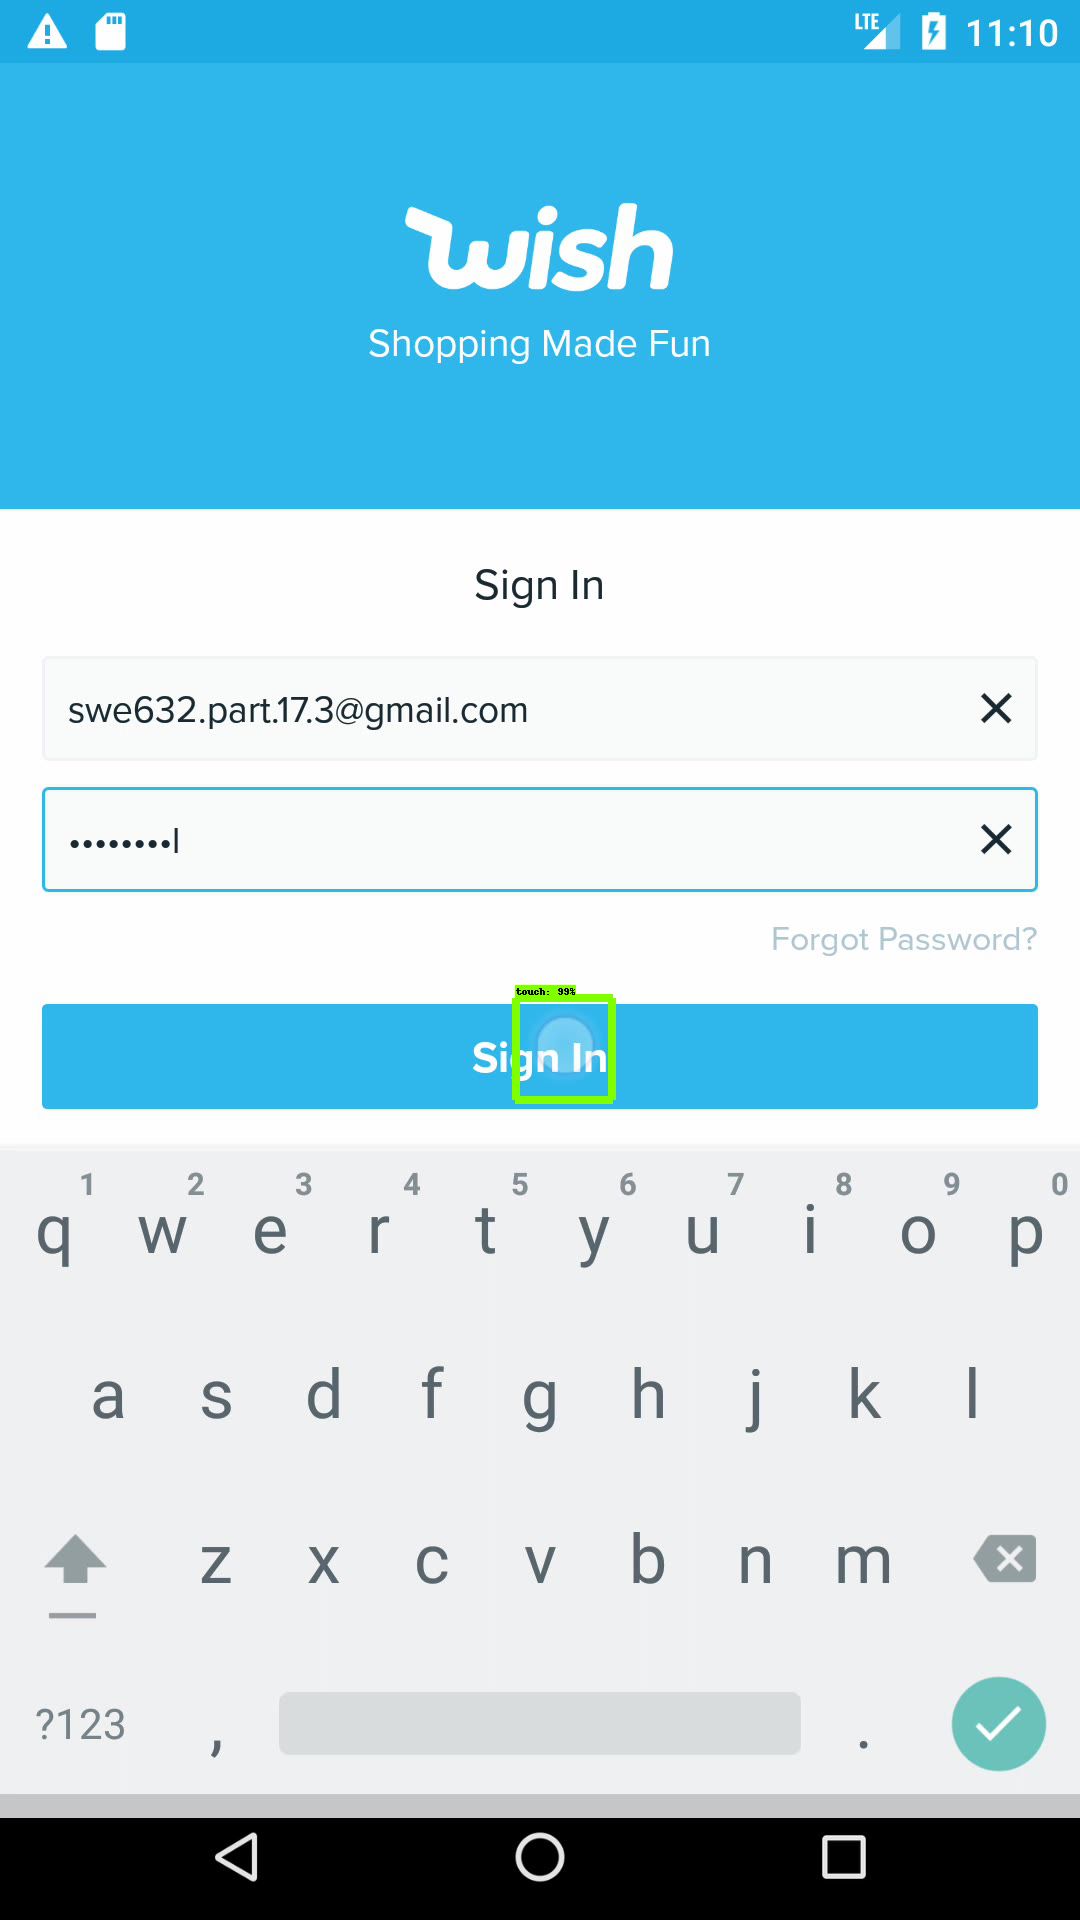 LTE 11:10
wish
Shopping Made Fun
Sign In
swe632.part.17.3@gmail.com
••••••••
Forgot Password?
touch: 99%
Sign In
1 2 3 4 5 6 7 8 9 0
q w e r t y u i o p
a s d f g h j k l
z x c v b n m
?123 , .